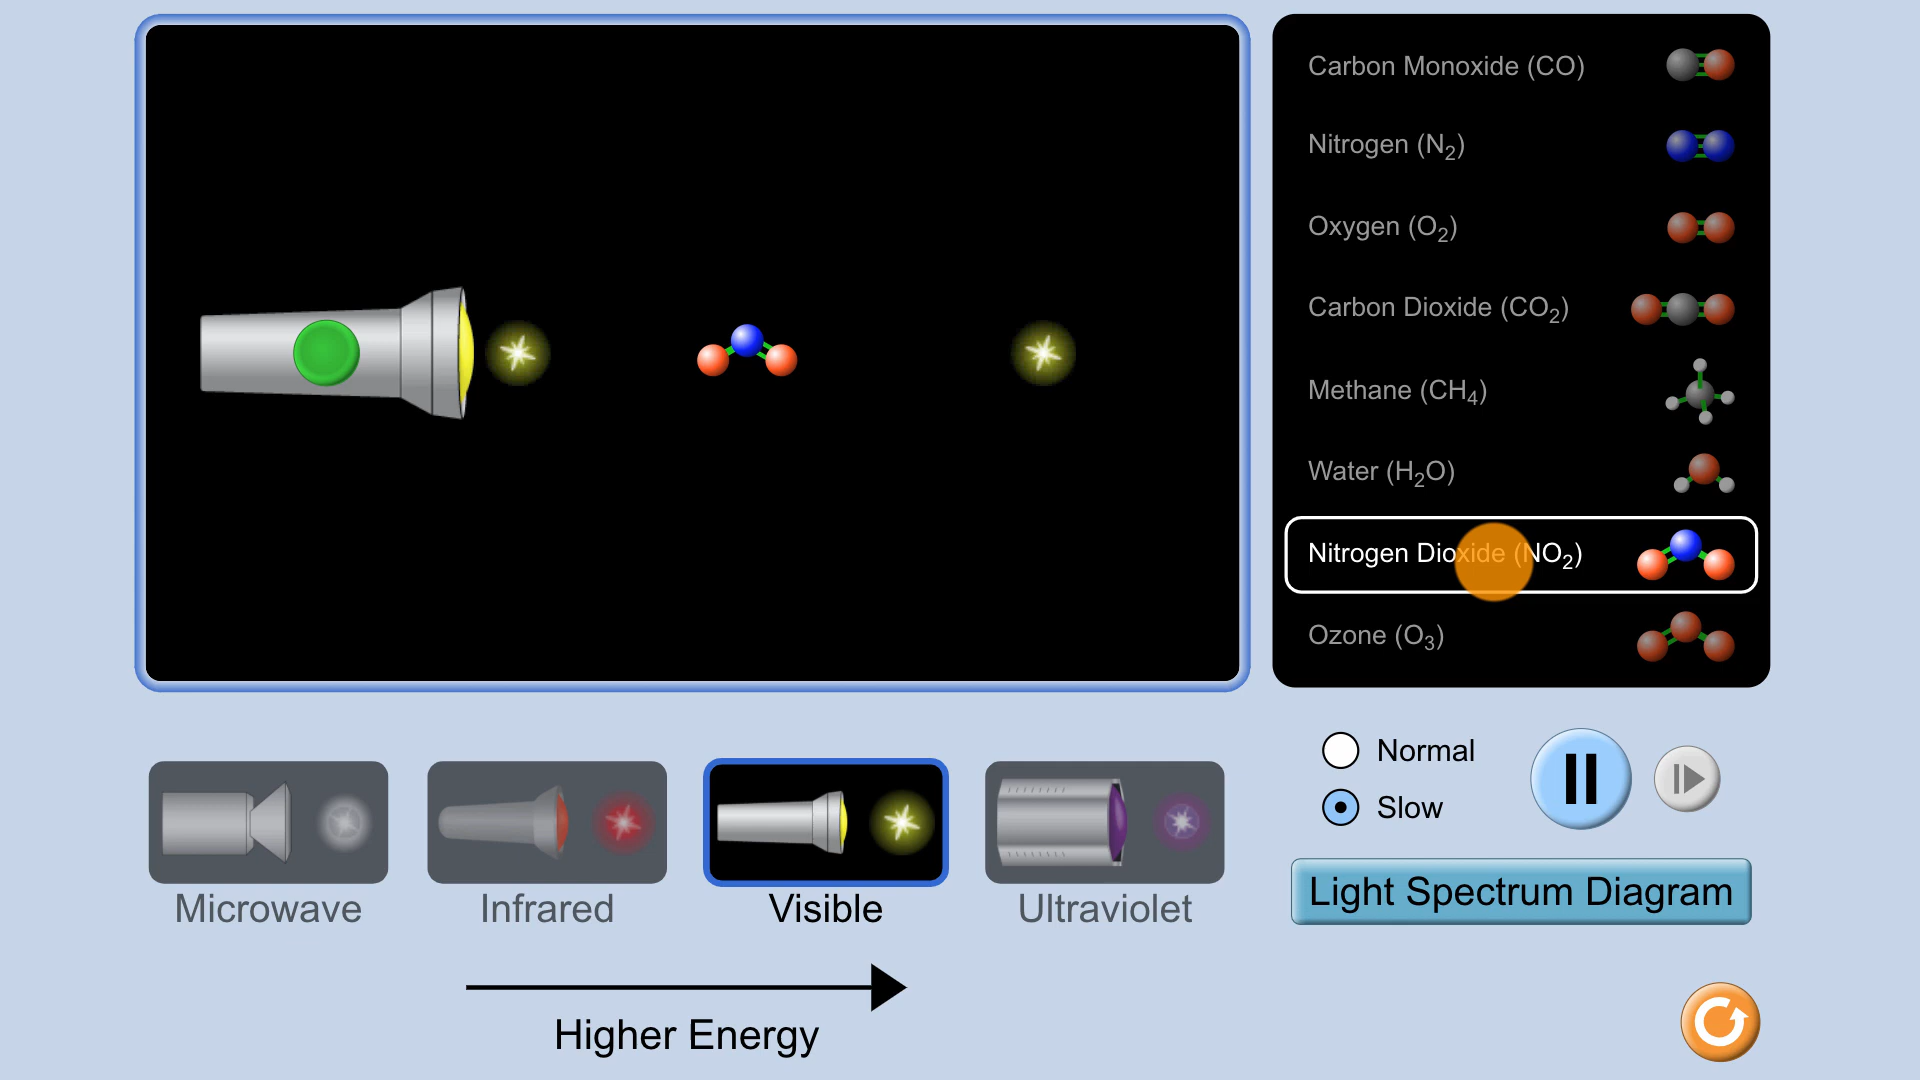 Carbon Monoxide (CO)
Nitrogen (N₂)
Oxygen (O₂)
Carbon Dioxide (CO₂)
Methane (CH₄)
Water (H₂O)
Nitrogen Dioxide (NO₂)
Ozone (O₃)
Normal
Slow
Microwave
Infrared
Visible
Ultraviolet
Light Spectrum Diagram
Higher Energy